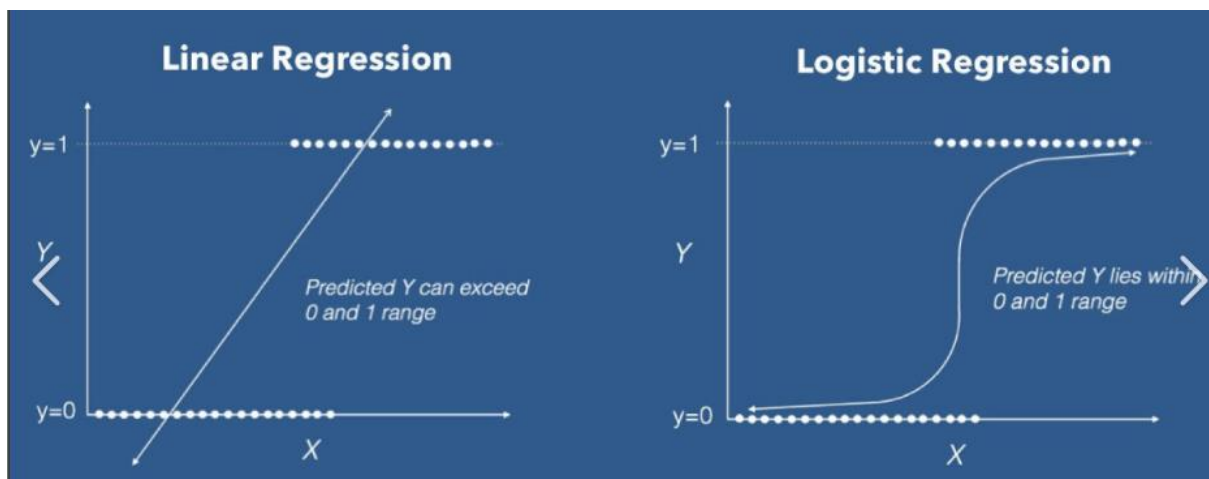 Linear Regression
y=1
Y
Predicted Y can exceed
0 and 1 range
y=0
X
Logistic Regression
y=1
Y
Predicted Y lies within
0 and 1 range
y=0
X